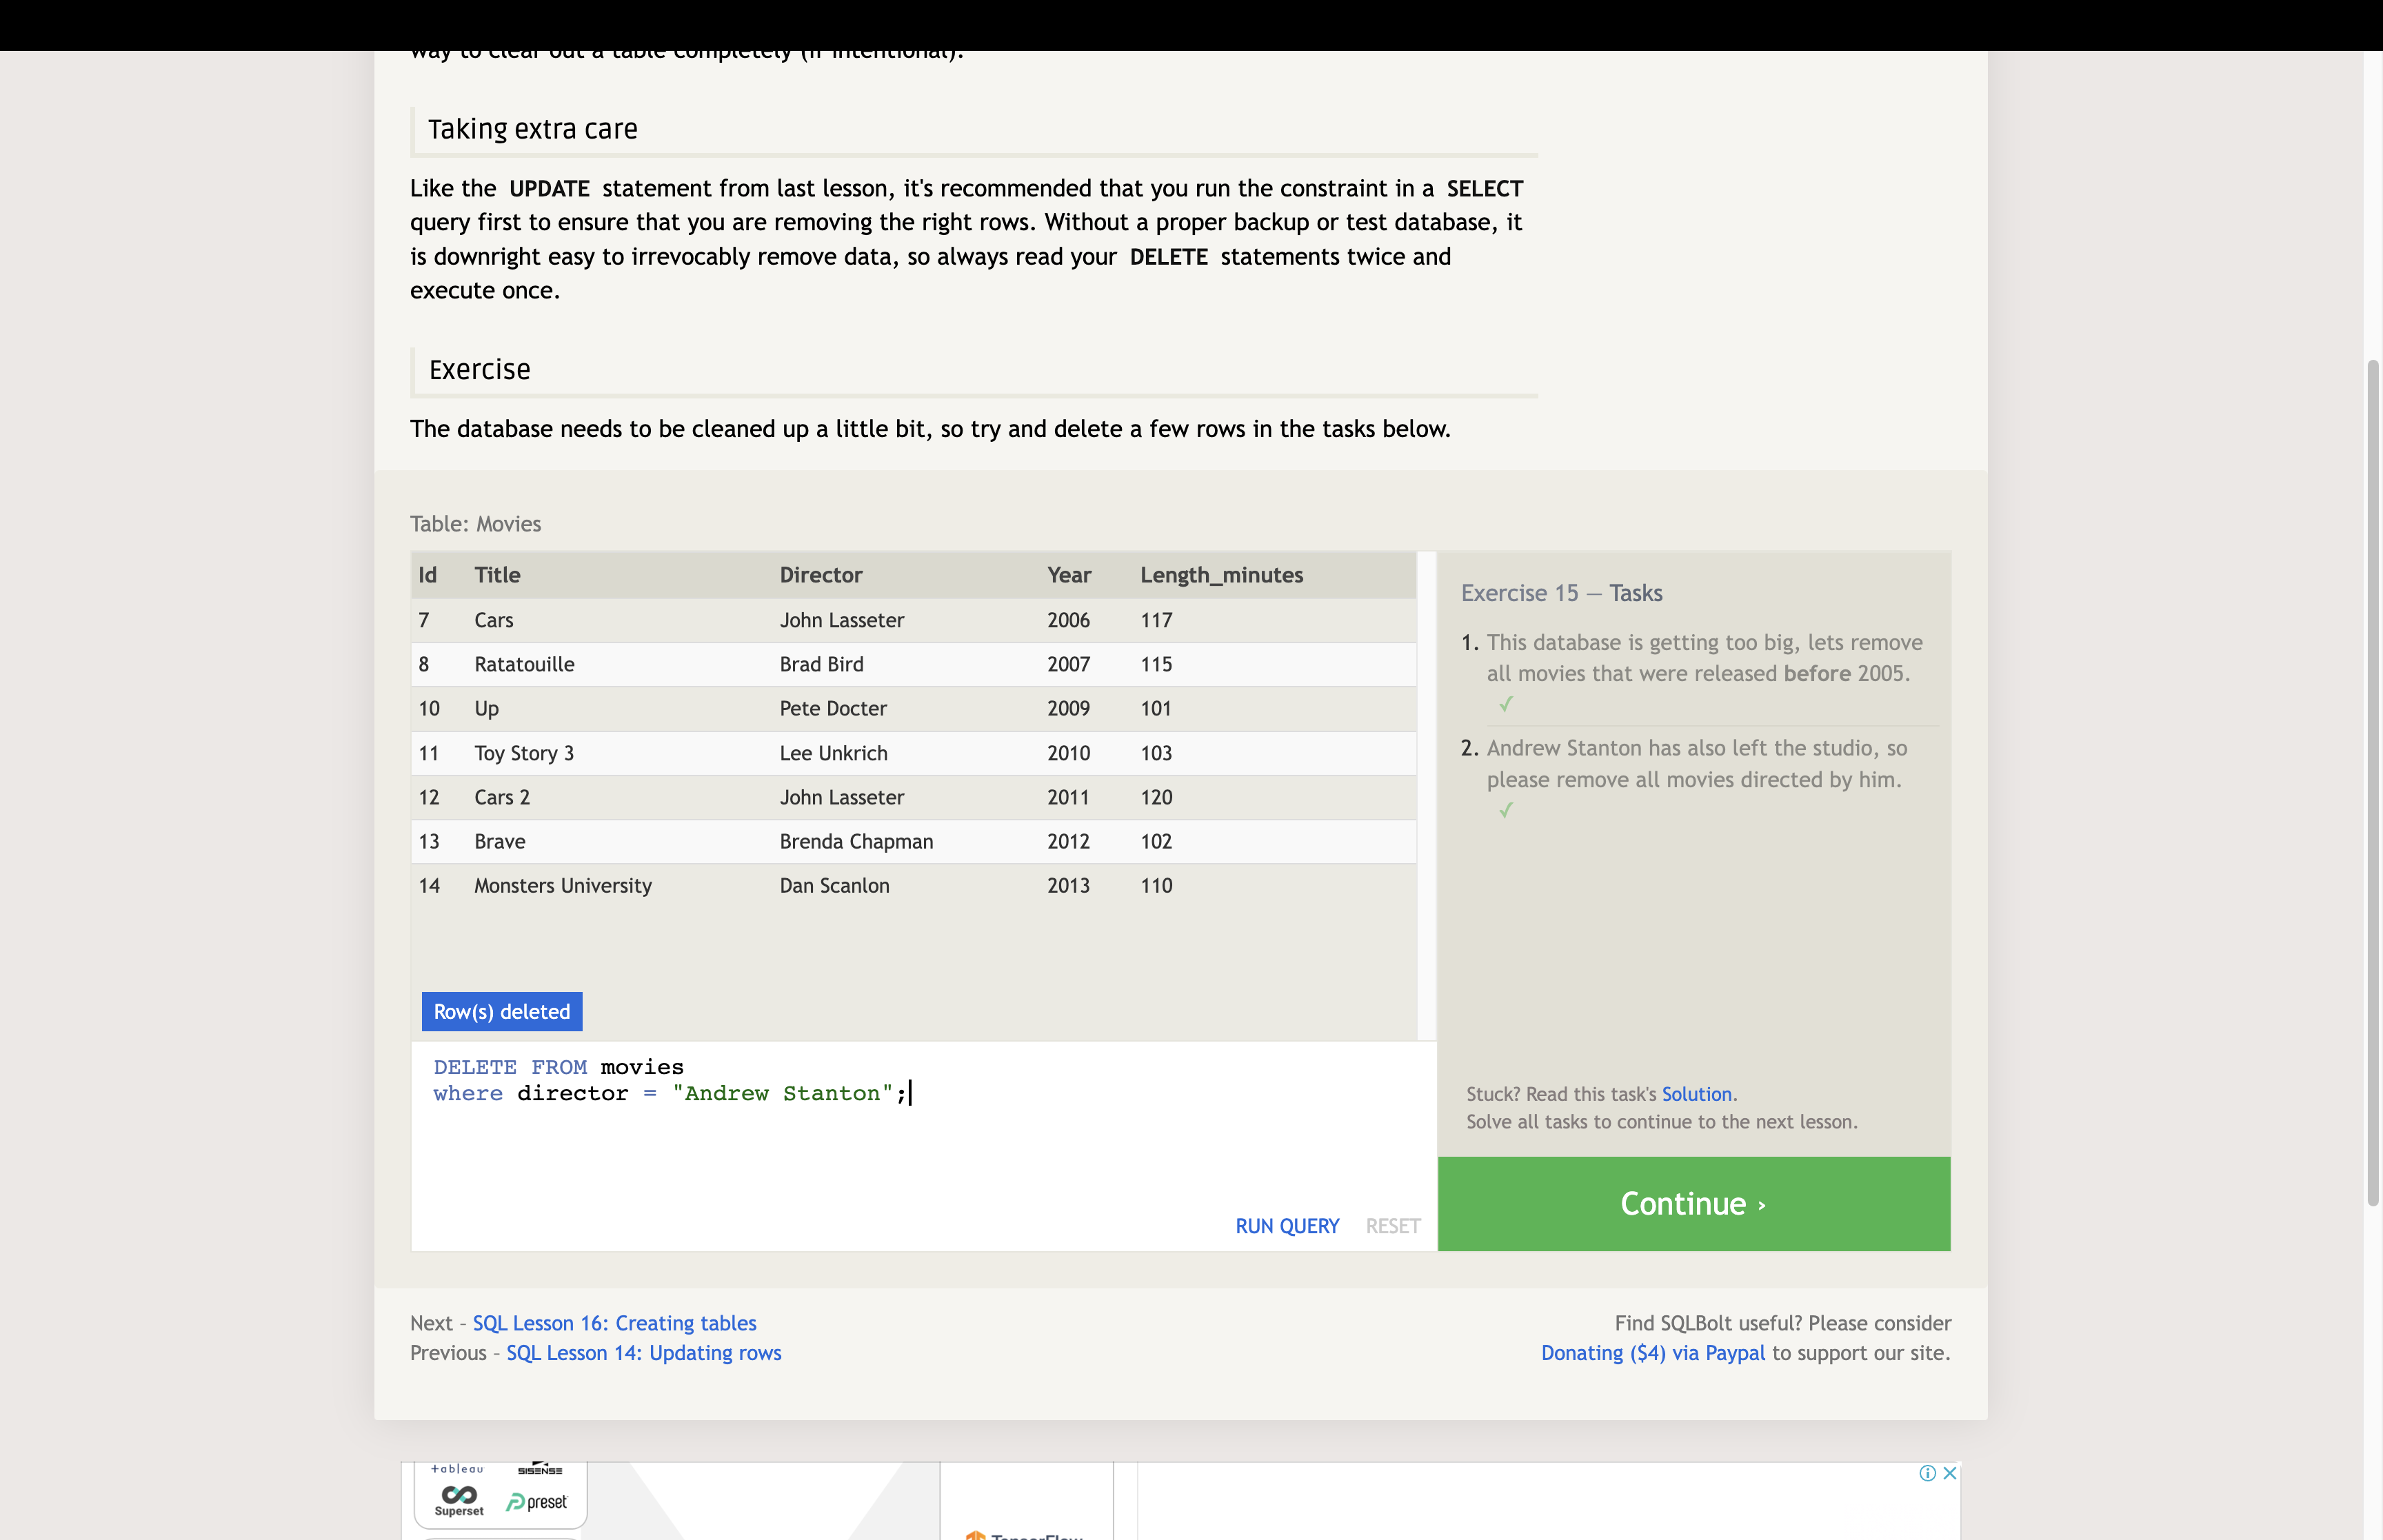 way to clear out a table completely (if intentional).
Taking extra care
Like the UPDATE statement from last lesson, it's recommended that you run the constraint in a SELECT
query first to ensure that you are removing the right rows. Without a proper backup or test database, it
is downright easy to irrevocably remove data, so always read your DELETE statements twice and
execute once.
Exercise
The database needs to be cleaned up a little bit, so try and delete a few rows in the tasks below.
Table: Movies
Id Title Director Year Length_minutes
7 Cars John Lasseter 2006 117
8 Ratatouille Brad Bird 2007 115
10 Up Pete Docter 2009 101
11 Toy Story 3 Lee Unkrich 2010 103
12 Cars 2 John Lasseter 2011 120
13 Brave Brenda Chapman 2012 102
14 Monsters University Dan Scanlon 2013 110
Row(s) deleted
DELETE FROM movies
where director = "Andrew Stanton";
RUN QUERY RESET
Exercise 15 — Tasks
1. This database is getting too big, lets remove
all movies that were released before 2005.
✓
2. Andrew Stanton has also left the studio, so
please remove all movies directed by him.
✓
Stuck? Read this task's Solution.
Solve all tasks to continue to the next lesson.
Continue ›
Next – SQL Lesson 16: Creating tables
Previous – SQL Lesson 14: Updating rows
Find SQLBolt useful? Please consider
Donating ($4) via Paypal to support our site.
+ableau SISENSE
Superset preset
TensorFlow